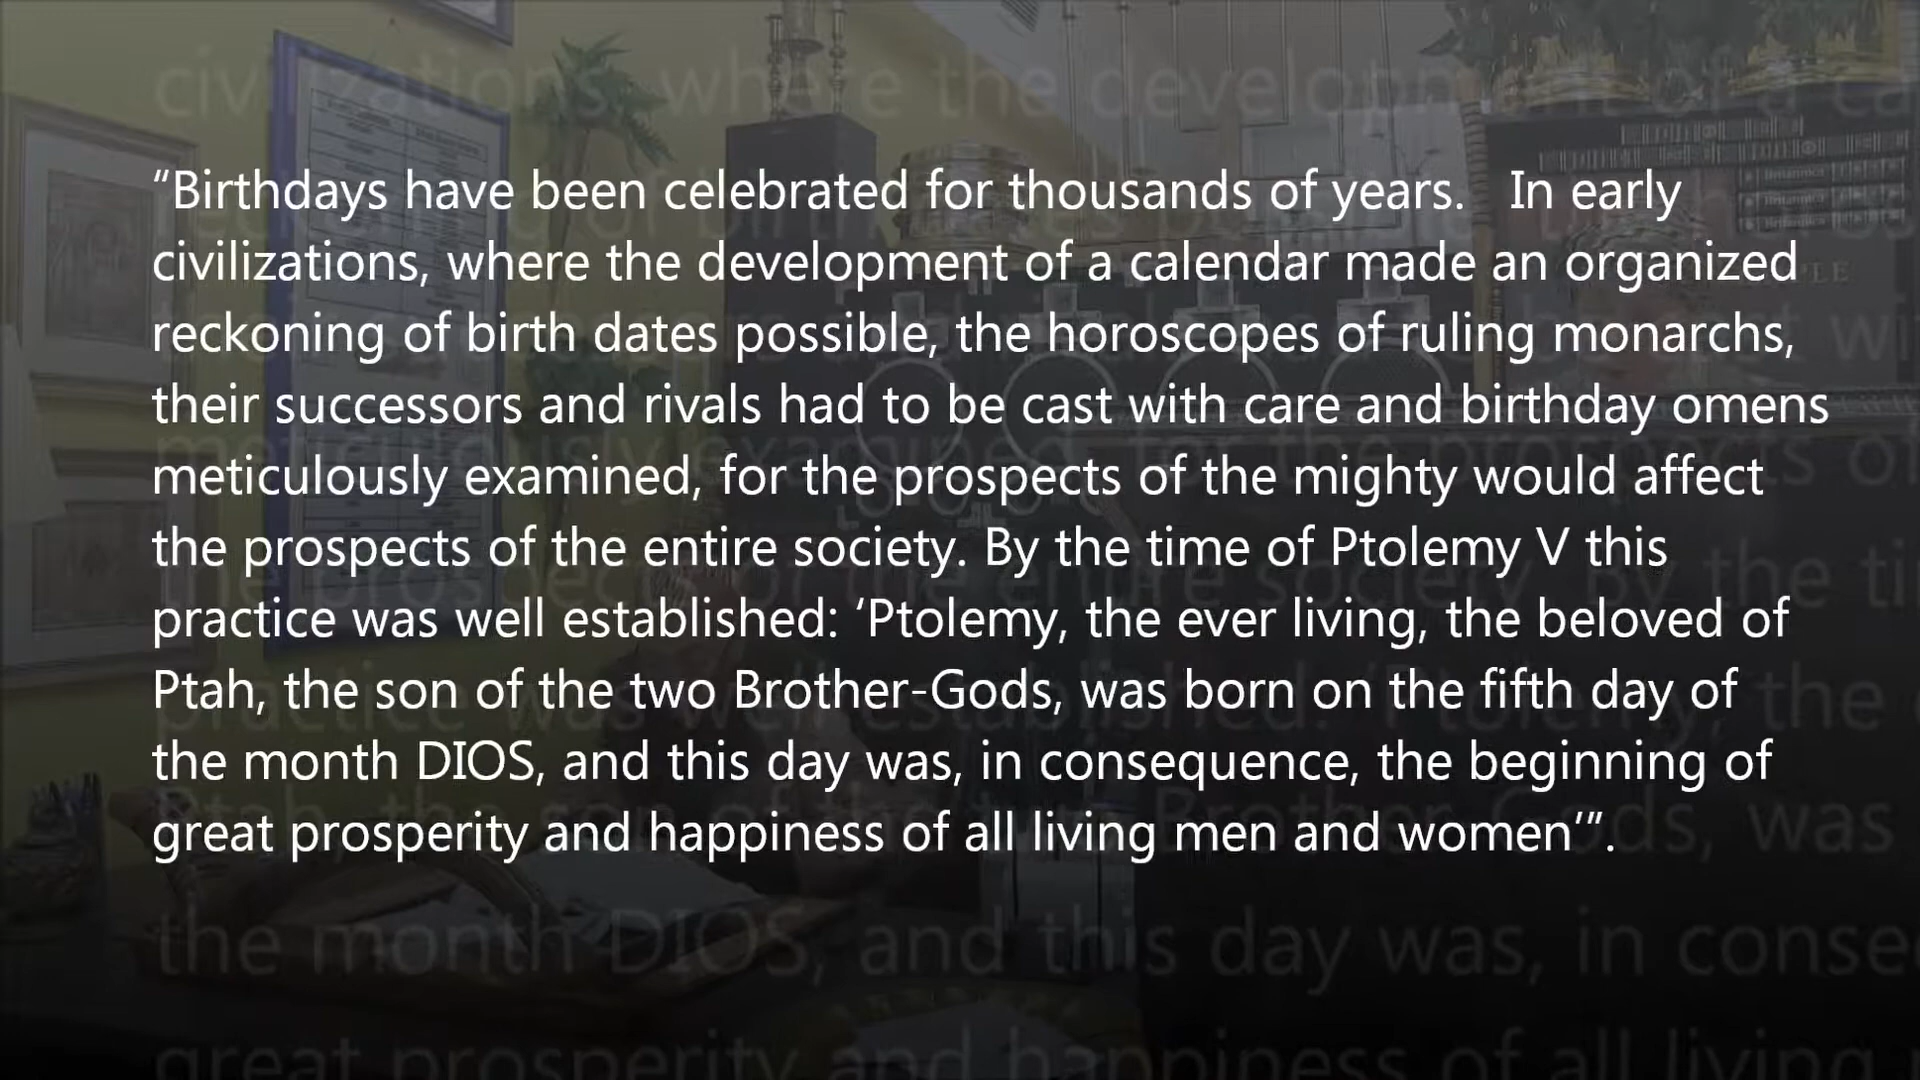 “Birthdays have been celebrated for thousands of years.   In early
civilizations, where the development of a calendar made an organized
reckoning of birth dates possible, the horoscopes of ruling monarchs,
their successors and rivals had to be cast with care and birthday omens
meticulously examined, for the prospects of the mighty would affect
the prospects of the entire society. By the time of Ptolemy V this
practice was well established: ‘Ptolemy, the ever living, the beloved of
Ptah, the son of the two Brother-Gods, was born on the fifth day of
the month DIOS, and this day was, in consequence, the beginning of
great prosperity and happiness of all living men and women’”.